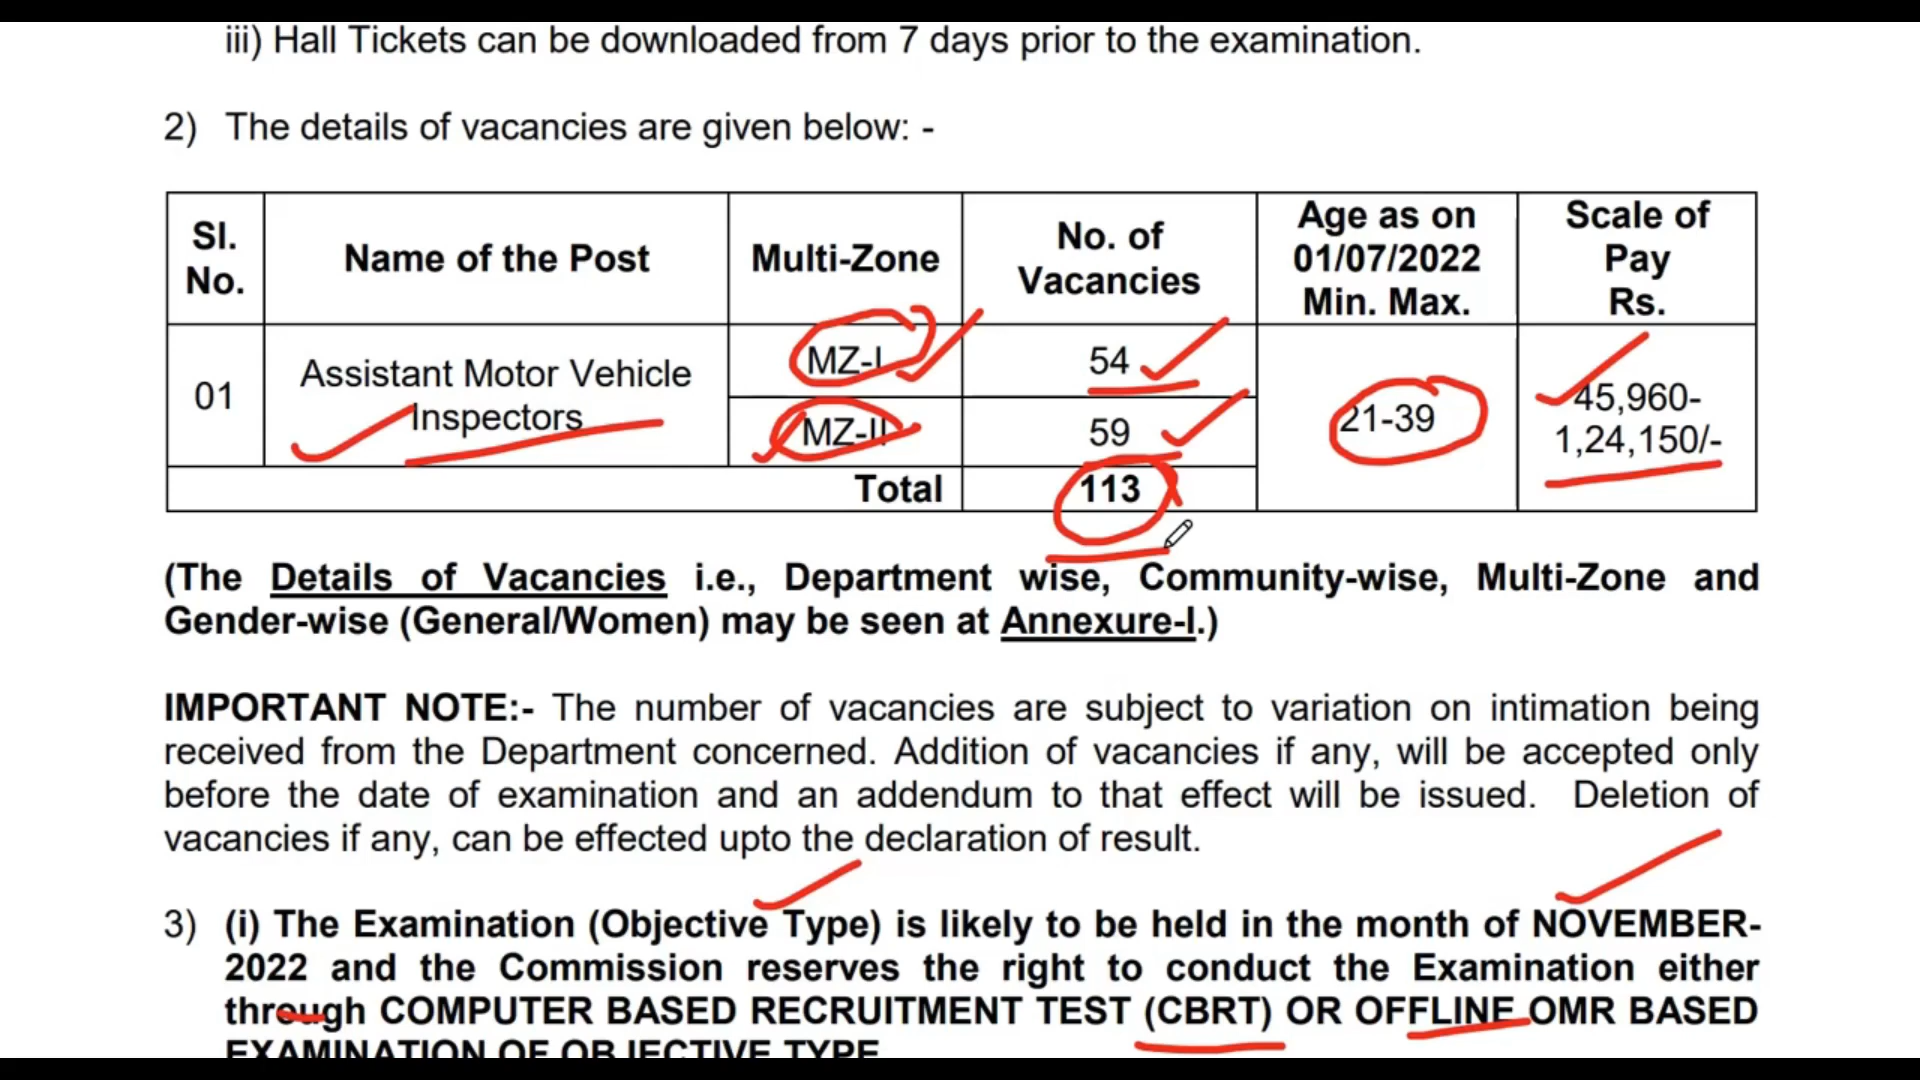 iii) Hall Tickets can be downloaded from 7 days prior to the examination.
2) The details of vacancies are given below: -
Sl. No. Name of the Post Multi-Zone No. of Vacancies Age as on 01/07/2022 Min. Max. Scale of Pay Rs.
01 Assistant Motor Vehicle Inspectors MZ-I 54 21-39 45,960-1,24,150/-
MZ-II 59
Total 113
(The Details of Vacancies i.e., Department wise, Community-wise, Multi-Zone and
Gender-wise (General/Women) may be seen at Annexure-I.)
IMPORTANT NOTE:- The number of vacancies are subject to variation on intimation being
received from the Department concerned. Addition of vacancies if any, will be accepted only
before the date of examination and an addendum to that effect will be issued. Deletion of
vacancies if any, can be effected upto the declaration of result.
3) (i) The Examination (Objective Type) is likely to be held in the month of NOVEMBER-
2022 and the Commission reserves the right to conduct the Examination either
through COMPUTER BASED RECRUITMENT TEST (CBRT) OR OFFLINE OMR BASED
EXAMINATION OF OBJECTIVE TYPE